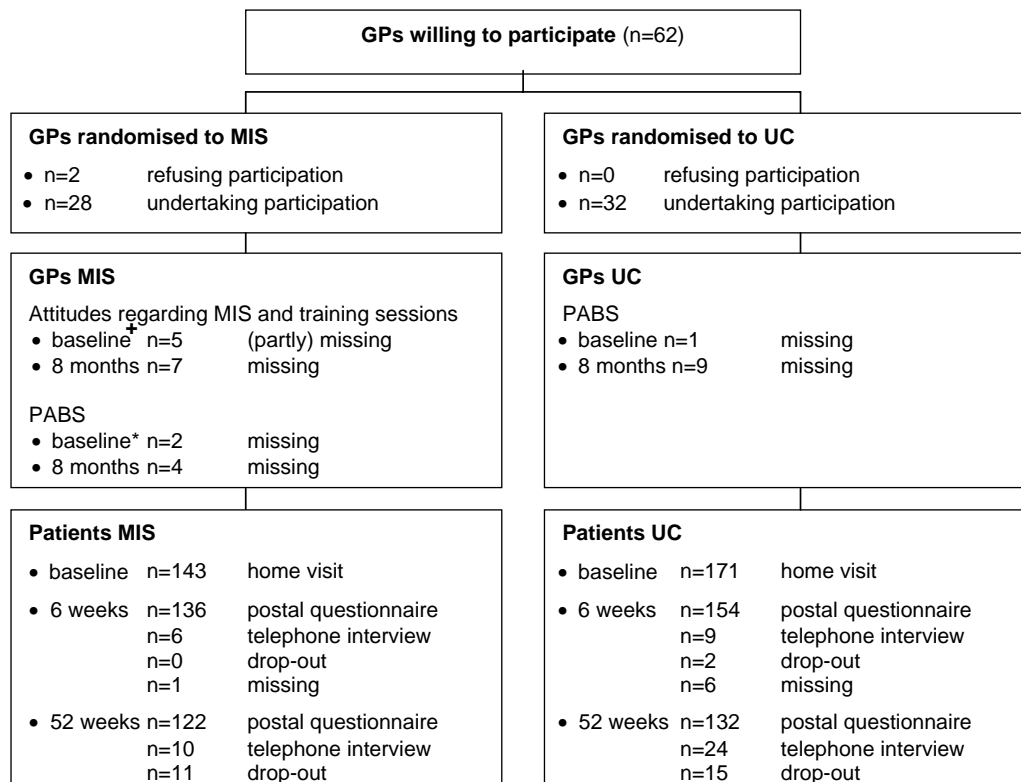 GPs willing to participate (n=62)
GPs randomised to MIS
• n=2 refusing participation
• n=28 undertaking participation
GPs randomised to UC
• n=0 refusing participation
• n=32 undertaking participation
GPs MIS
Attitudes regarding MIS and training sessions
• baseline+ n=5 (partly) missing
• 8 months n=7 missing
PABS
• baseline* n=2 missing
• 8 months n=4 missing
GPs UC
PABS
• baseline n=1 missing
• 8 months n=9 missing
Patients MIS
• baseline n=143 home visit
• 6 weeks n=136 postal questionnaire
n=6 telephone interview
n=0 drop-out
n=1 missing
• 52 weeks n=122 postal questionnaire
n=10 telephone interview
n=11 drop-out
Patients UC
• baseline n=171 home visit
• 6 weeks n=154 postal questionnaire
n=9 telephone interview
n=2 drop-out
n=6 missing
• 52 weeks n=132 postal questionnaire
n=24 telephone interview
n=15 drop-out